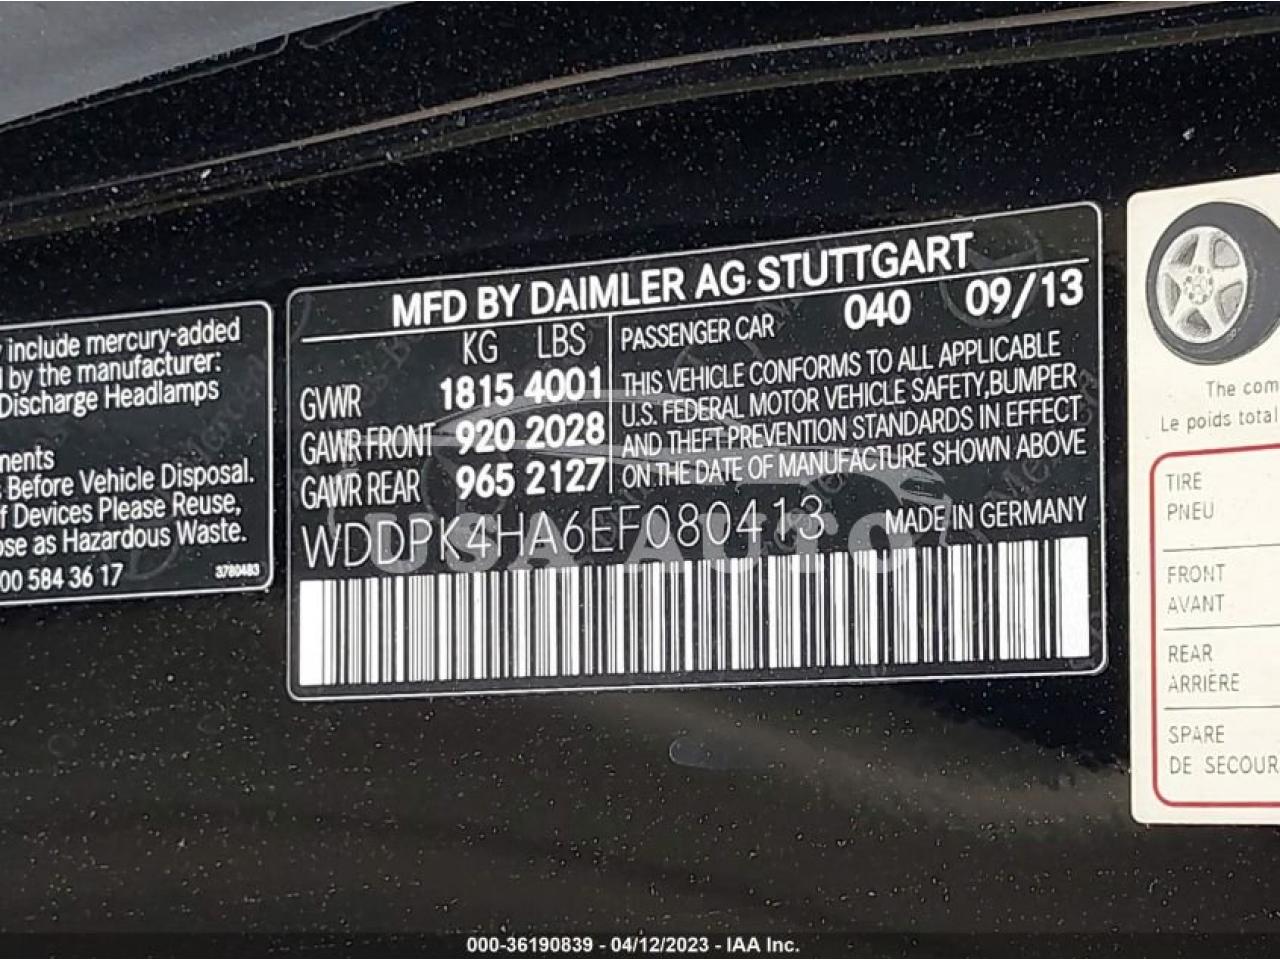 y include mercury-added
d by the manufacturer:
Discharge Headlamps
nents
s Before Vehicle Disposal.
f Devices Please Reuse,
ose as Hazardous Waste.
00 584 36 17
3780483
MFD BY DAIMLER AG STUTTGART
KG LBS
GVWR 1815 4001
GAWR FRONT 920 2028
GAWR REAR 965 2127
PASSENGER CAR 040 09/13
THIS VEHICLE CONFORMS TO ALL APPLICABLE
U.S. FEDERAL MOTOR VEHICLE SAFETY,BUMPER
AND THEFT PREVENTION STANDARDS IN EFFECT
ON THE DATE OF MANUFACTURE SHOWN ABOVE
WDDPK4HA6EF080413 MADE IN GERMANY
USA AUTO
The com
Le poids total
TIRE
PNEU
FRONT
AVANT
REAR
ARRIÈRE
SPARE
DE SECOUR
000-36190839 - 04/12/2023 - IAA Inc.